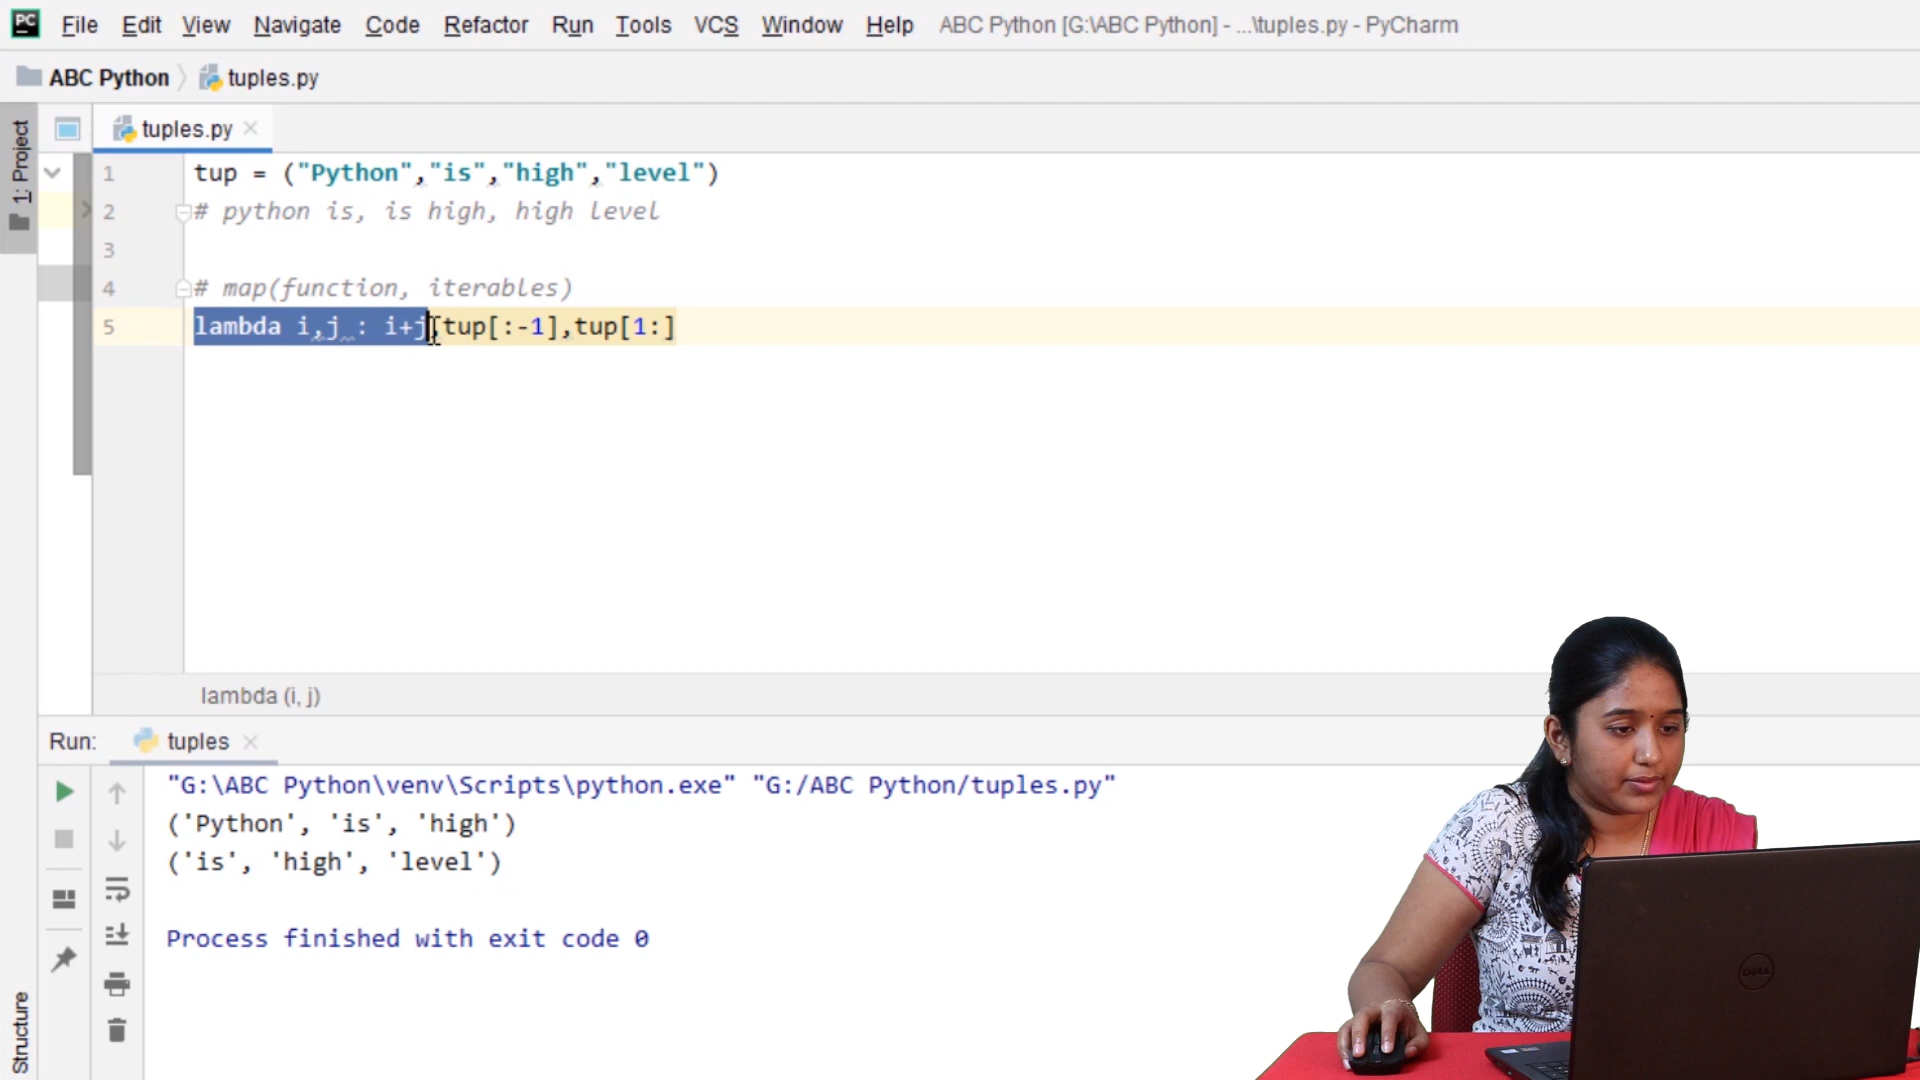 PC File Edit View Navigate Code Refactor Run Tools VCS Window Help ABC Python [G:\ABC Python] - ...\tuples.py - PyCharm
ABC Python tuples.py
1: Project
tuples.py
1 tup = ("Python","is","high","level")
2 # python is, is high, high level
3
4 # map(function, iterables)
5 lambda i,j : i+j,tup[:-1],tup[1:]
lambda (i, j)
Run: tuples
"G:\ABC Python\venv\Scripts\python.exe" "G:/ABC Python/tuples.py"
('Python', 'is', 'high')
('is', 'high', 'level')
Process finished with exit code 0
Structure
DELL